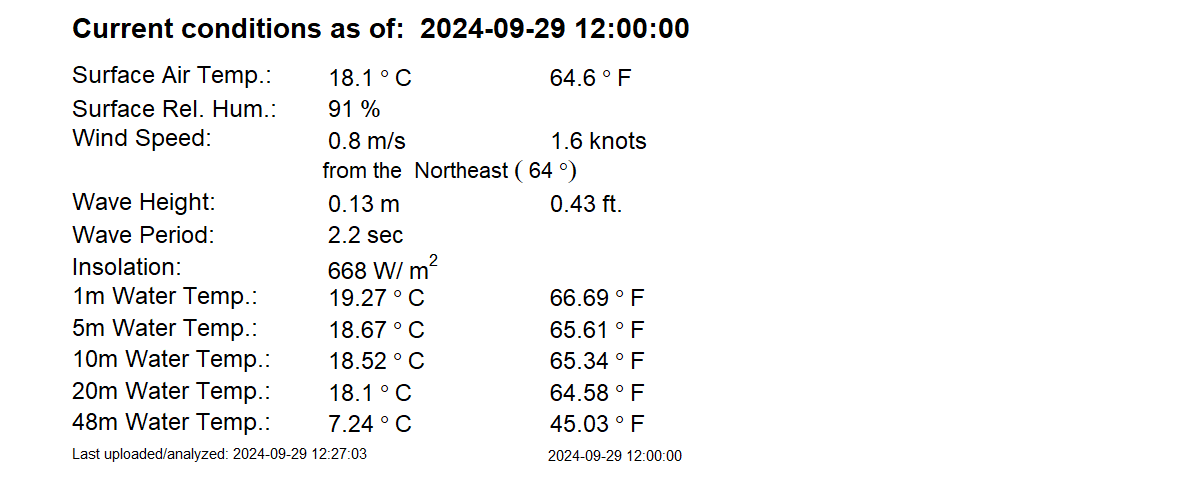 Current conditions as of:  2024-09-29 12:00:00
Surface Air Temp.: 18.1 ° C 64.6 ° F
Surface Rel. Hum.: 91 %
Wind Speed: 0.8 m/s 1.6 knots
from the  Northeast ( 64 °)
Wave Height: 0.13 m 0.43 ft.
Wave Period: 2.2 sec
Insolation: 668 W/ m²
1m Water Temp.: 19.27 ° C 66.69 ° F
5m Water Temp.: 18.67 ° C 65.61 ° F
10m Water Temp.: 18.52 ° C 65.34 ° F
20m Water Temp.: 18.1 ° C 64.58 ° F
48m Water Temp.: 7.24 ° C 45.03 ° F
Last uploaded/analyzed: 2024-09-29 12:27:03 2024-09-29 12:00:00